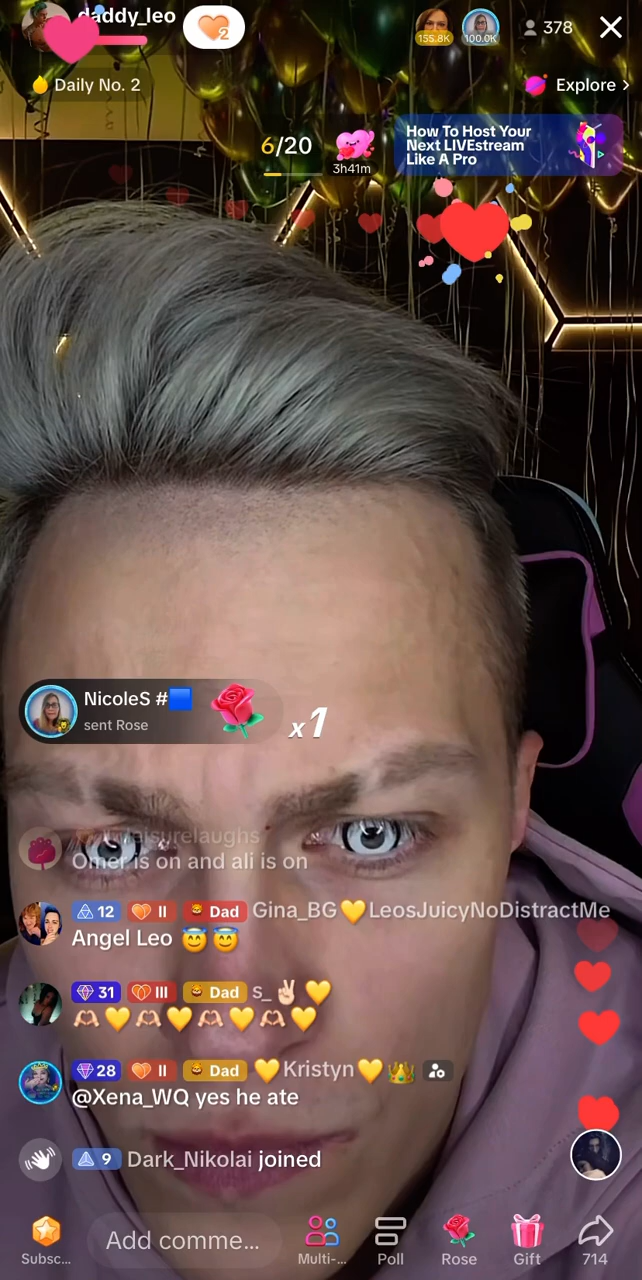 daddy_leo
2
155.8K
100.0K
378
Daily No. 2
Explore >
6/20
3h41m
How To Host Your
Next LIVEstream
Like A Pro
NicoleS #
sent Rose
x1
Omer is on and ali is on
12 II Dad Gina_BG💛LeosJuicyNoDistractMe
Angel Leo 😇😇
31 III Dad S_✌🏻💛
🫶🏻💛🫶🏻💛🫶🏻💛🫶🏻💛
28 II Dad 💛Kristyn💛👑
@Xena_WQ yes he ate
9 Dark_Nikolai joined
Subsc...
Add comme...
Multi-...
Poll
Rose
Gift
714